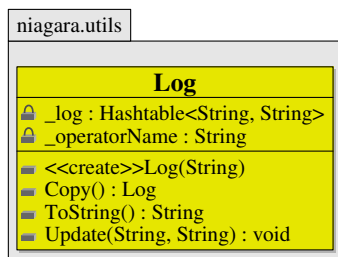 niagara.utils
Log
_log : Hashtable<String, String>
_operatorName : String
<<create>>Log(String)
Copy() : Log
ToString() : String
Update(String, String) : void